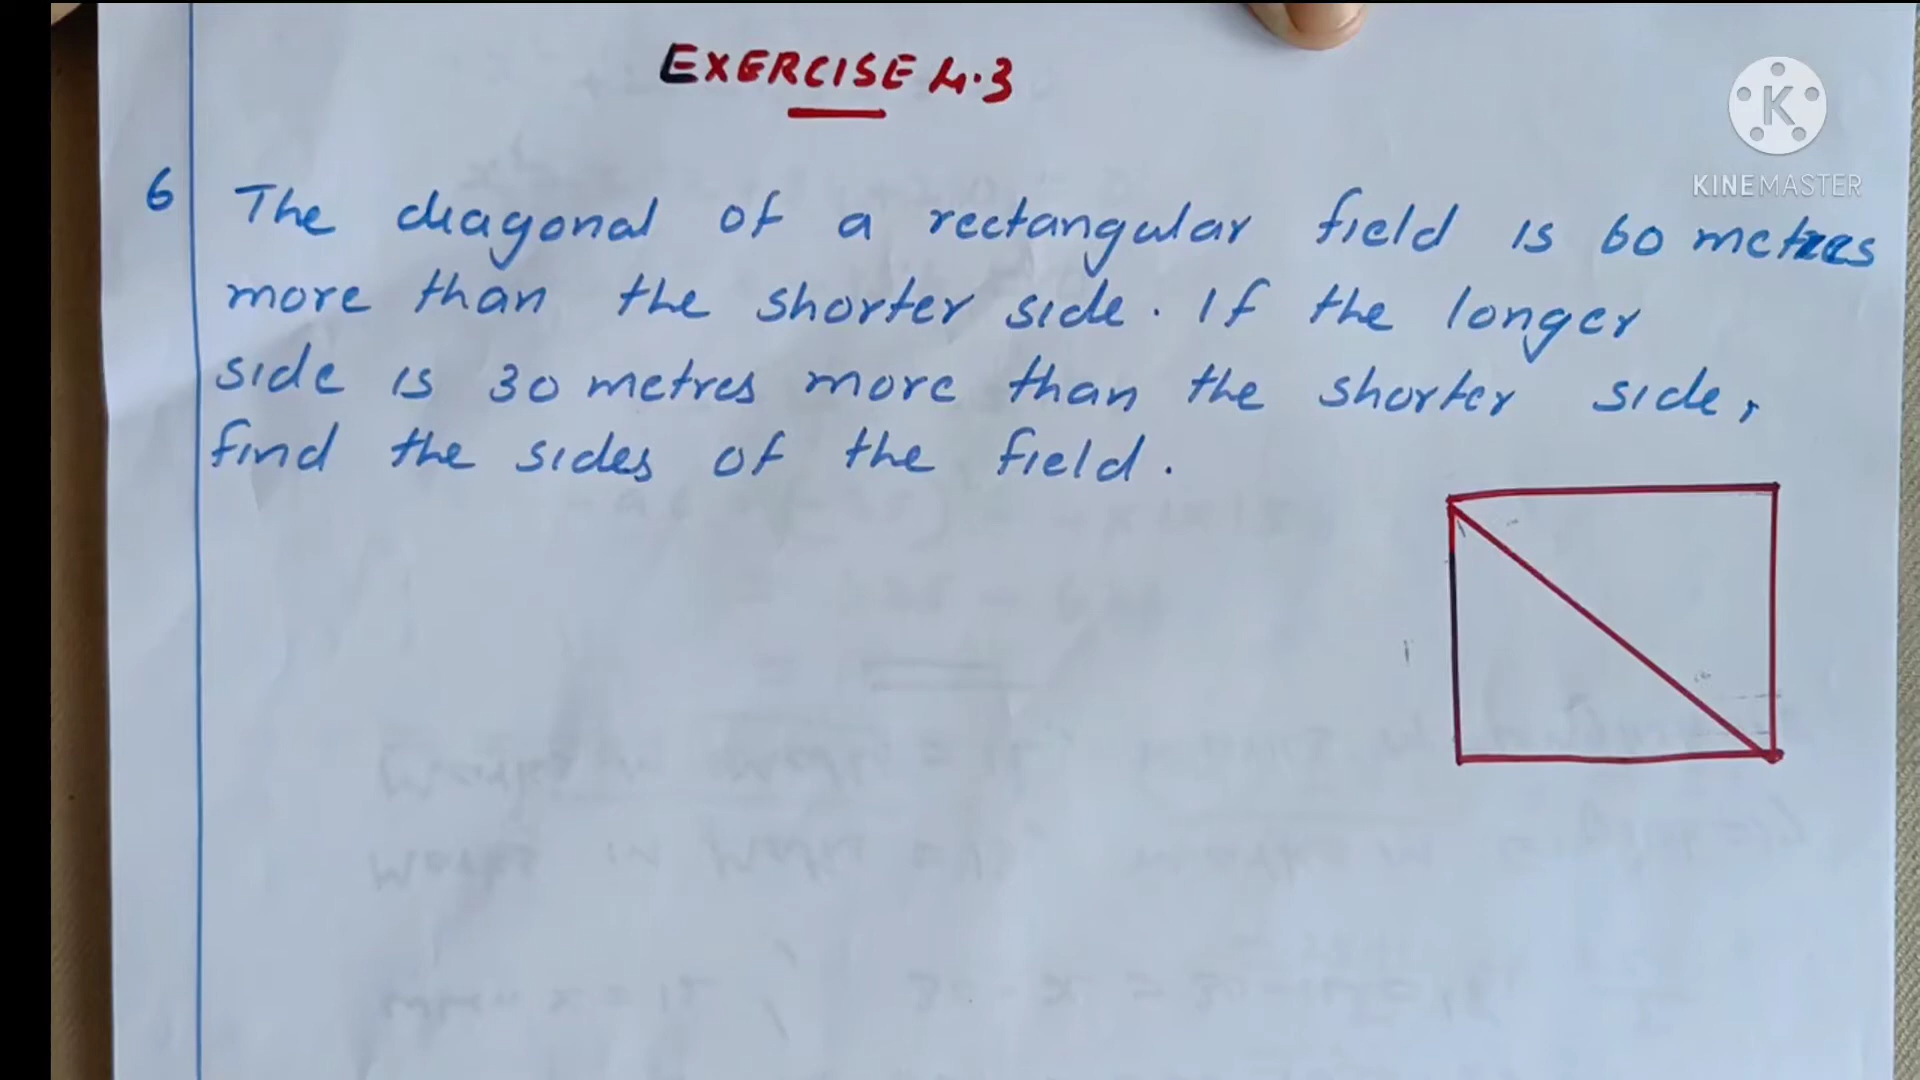 EXERCISE 4.3
K
KINEMASTER
6 The diagonal of a rectangular field is 60 metres
more than the shorter side. If the longer
side is 30 metres more than the shorter side,
find the sides of the field.